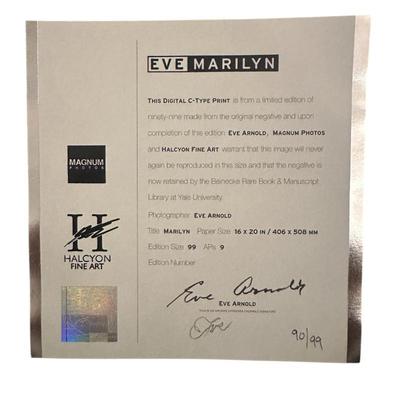 EVE MARILYN
THIS DIGITAL C-TYPE PRINT is from a limited edition of
ninety-nine made from the original negative and upon
completion of this edition EVE ARNOLD, MAGNUM PHOTOS
and HALCYON FINE ART warrant that this image will never
again be reproduced in this size and that the negative is
now retained by the Beinecke Rare Book & Manuscript
Library at Yale University.
Photographer EVE ARNOLD
Title MARILYN Paper Size 16 x 20 IN / 406 x 508 MM
Edition Size 99 APs 9
Edition Number
MAGNUM
PHOTOS
H
HALCYON
FINE ART
Eve Arnold
EVE ARNOLD
Eve
90/99